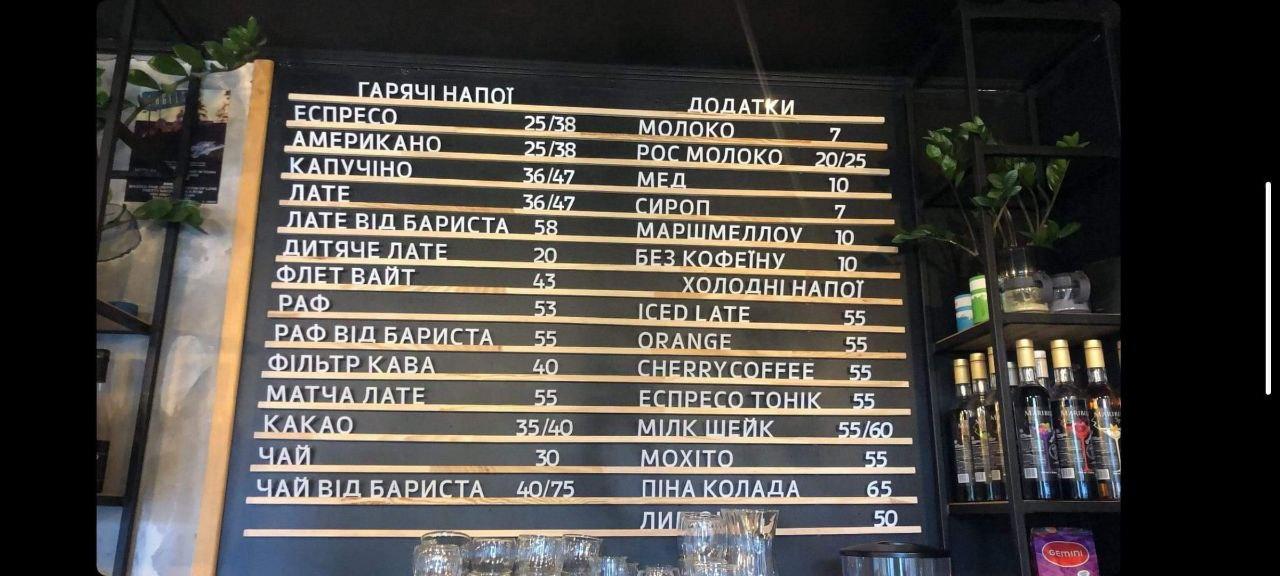 ГАРЯЧІ НАПОЇ
ЕСПРЕСО 25/38
АМЕРИКАНО 25/38
КАПУЧІНО 36/47
ЛАТЕ 36/47
ЛАТЕ ВІД БАРИСТА 58
ДИТЯЧЕ ЛАТЕ 20
ФЛЕТ ВАЙТ 43
РАФ 53
РАФ ВІД БАРИСТА 55
ФІЛЬТР КАВА 40
МАТЧА ЛАТЕ 55
КАКАО 35/40
ЧАЙ 30
ЧАЙ ВІД БАРИСТА 40/75
ДОДАТКИ
МОЛОКО 7
РОС МОЛОКО 20/25
МЕД 10
СИРОП 7
МАРШМЕЛЛОУ 10
БЕЗ КОФЕЇНУ 10
ХОЛОДНІ НАПОЇ
ICED LATE 55
ORANGE 55
CHERRYCOFFEE 55
ЕСПРЕСО ТОНІК 55
МІЛК ШЕЙК 55/60
МОХІТО 55
ПІНА КОЛАДА 65
50
GEMINI